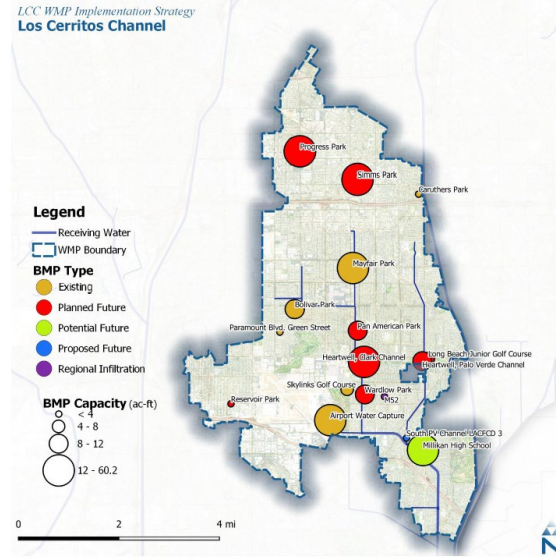 LCC WMP Implementation Strategy
Los Cerritos Channel
Progress Park
Simms Park
Caruthers Park
Legend
Receiving Water
WMP Boundary
BMP Type
Existing
Planned Future
Potential Future
Proposed Future
Regional Infiltration
BMP Capacity (ac-ft)
< 4
4 - 8
8 - 12
12 - 60.2
Mayfair Park
Bolivar Park
Paramount Blvd. Green Street
Pan American Park
Long Beach Junior Golf Course
Heartwell, Clark Channel
Heartwell, Palo Verde Channel
Skylinks Golf Course
Wardlow Park
MS2
Reservoir Park
Airport Water Capture
South PV Channel LACFCD 3
Millikan High School
0 2 4 mi
N